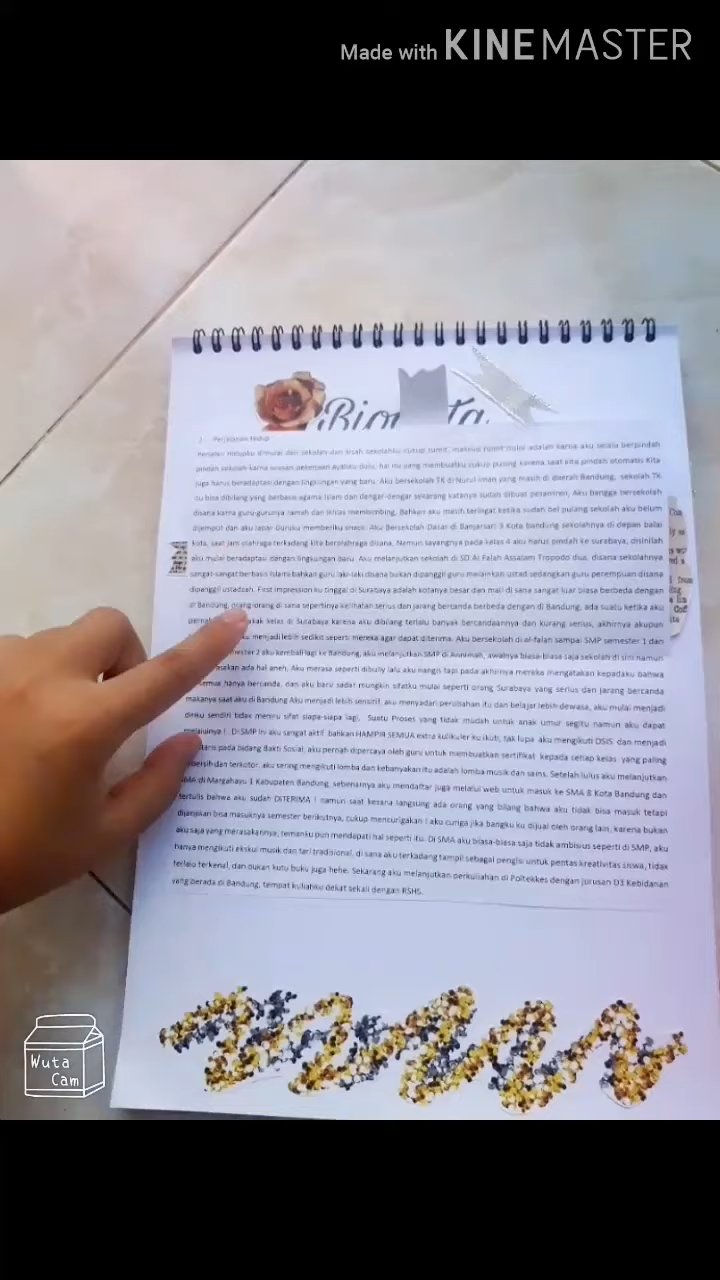 Made with KINEMASTER
Biodata
2. Perjalanan hidup
Perjalan hidupku dimulai dari sekolah dan kisah sekolahku cukup rumit, maksud rumit disini adalah karna aku selalu berpindah
pindah sekolah karna urusan pekerjaan ayahku dulu, hal itu yang membuatku cukup pusing karena saat kita pindah otomatis Kita
juga harus beradaptasi dengan lingkungan yang baru. Aku bersekolah TK di Nurul Iman yang masih di daerah Bandung, sekolah TK
itu bisa dibilang yang berbasis agama Islam dan dengar-dengar sekarang katanya sudah dibuat pesantren, Aku bangga bersekolah
disana karna guru-gurunya ramah dan ikhlas membimbing, Bahkan aku masih teringat ketika sudah bel pulang sekolah aku belum
dijemput dan aku lapar Guruku memberiku snack. Aku Bersekolah Dasar di Banjarsari 3 Kota bandung sekolahnya di depan balai
kota, saat jam olahraga terkadang kita berolahraga disana. Namun sayangnya pada kelas 4 aku harus pindah ke surabaya, disinilah
aku mulai beradaptasi dengan lingkungan baru. Aku melanjutkan sekolah di SD Al Falah Assalam Tropodo dua, disana sekolahnya
sangat-sangat berbasis Islami bahkan guru laki-laki disana bukan dipanggil guru melainkan ustad sedangkan guru perempuan disana
dipanggil ustadzah. First impression ku tinggal di Surabaya adalah kotanya besar dan mall di sana sangat luar biasa berbeda dengan
di Bandung, orang-orang di sana sepertinya kelihatan serius dan jarang bercanda berbeda dengan di Bandung, ada suatu ketika aku
kakak kelas di Surabaya karena aku dibilang terlalu banyak bercandaannya dan kurang serius, akhirnya akupun
menjadi lebih sedikit seperti mereka agar dapat diterima. Aku bersekolah di al-falah sampai SMP semester 1 dan
semester 2 aku kembali lagi ke Bandung, aku melanjutkan SMP di Annimah, awalnya biasa-biasa saja sekolah di sini namun
ada hal aneh. Aku merasa seperti dibully lalu aku nangis tapi pada akhirnya mereka mengatakan kepadaku bahwa
hanya bercanda, dan aku baru sadar mungkin sifatku mulai seperti orang Surabaya yang serius dan jarang bercanda
makanya saat aku di Bandung Aku menjadi lebih sensitif, aku menyadari perubahan itu dan belajar lebih dewasa, aku mulai menjadi
diriku sendiri tidak meniru sifat siapa-siapa lagi. Suatu Proses yang tidak mudah untuk anak umur segitu namun aku dapat
melaluinya ! Di SMP ini aku sangat aktif bahkan HAMPIR SEMUA extra kulikuler ku ikuti, tak lupa aku mengikuti OSIS dan menjadi
pada bidang Bakti Sosial, aku pernah dipercaya oleh guru untuk membuatkan sertifikat kepada setiap kelas yang paling
bersih dan terkotor. aku sering mengikuti lomba dan kebanyakan itu adalah lomba musik dan sains. Setelah lulus aku melanjutkan
SMA di Margahayu 1 Kabupaten Bandung, sebenarnya aku mendaftar juga melalui web untuk masuk ke SMA 8 Kota Bandung dan
tertulis bahwa aku sudah DITERIMA ! namun saat kesana langsung ada orang yang bilang bahwa aku tidak bisa masuk tetapi
dijanjikan bisa masuknya semester berikutnya, cukup mencurigakan ! aku curiga jika bangku ku dijual oleh orang lain, karena bukan
aku saja yang merasakannya, temanku pun mendapati hal seperti itu. Di SMA aku biasa-biasa saja tidak ambisius seperti di SMP, aku
hanya mengikuti ekskul musik dan tari tradisional, di sana aku terkadang tampil sebagai pengisi untuk pentas kreativitas siswa, tidak
terlalu terkenal, dan bukan kutu buku juga hehe. Sekarang aku melanjutkan perkuliahan di Poltekkes dengan jurusan D3 Kebidanan
yang berada di Bandung, tempat kuliahku dekat sekali dengan RSHS.
Wuta
Cam